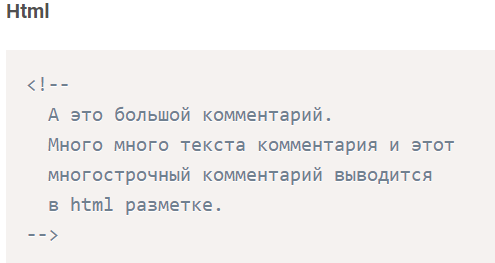 Html
<!--
А это большой комментарий.
Много много текста комментария и этот
многострочный комментарий выводится
в html разметке.
-->